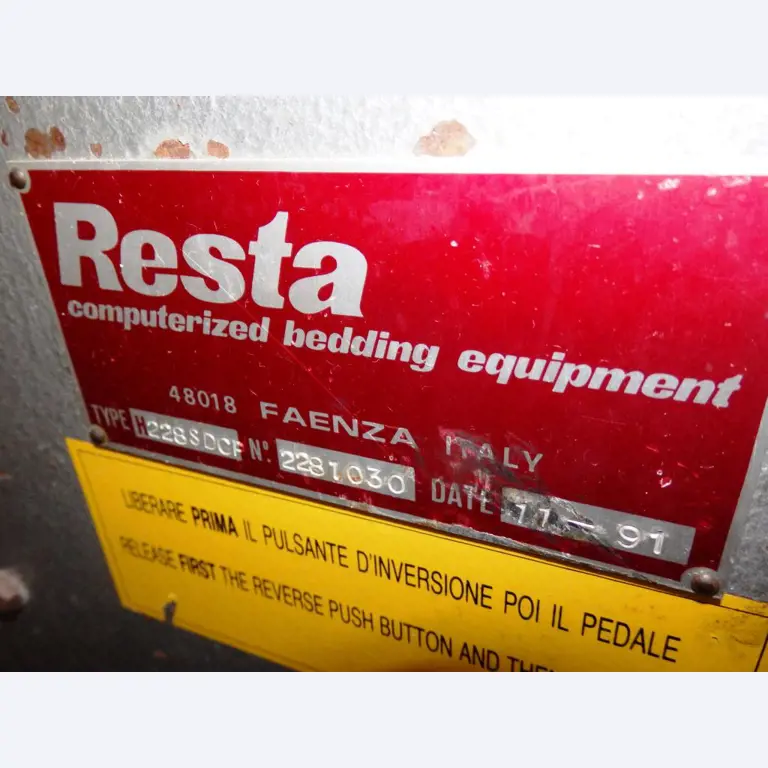 Resta
computerized bedding equipment
48018 FAENZA ITALY
TYPE H228SDCF N° 2281030 DATE 11-91
LIBERARE PRIMA IL PULSANTE D'INVERSIONE POI IL PEDALE
RELEASE FIRST THE REVERSE PUSH BUTTON AND